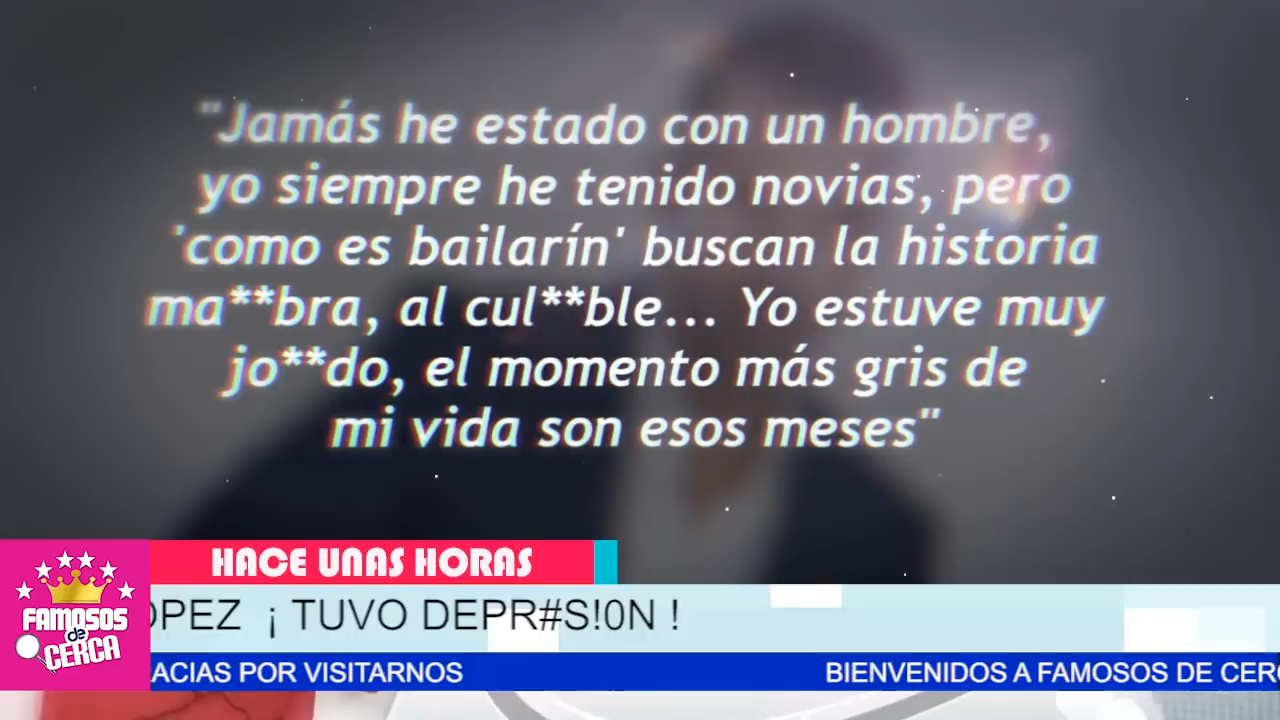 "Jamás he estado con un hombre,
yo siempre he tenido novias, pero
'como es bailarín' buscan la historia
ma**bra, al cul**ble... Yo estuve muy
jo**do, el momento más gris de
mi vida son esos meses"
HACE UNAS HORAS
OPEZ ¡ TUVO DEPR#S!0N !
FAMOSOS
de
CERCA
ACIAS POR VISITARNOS BIENVENIDOS A FAMOSOS DE CERC